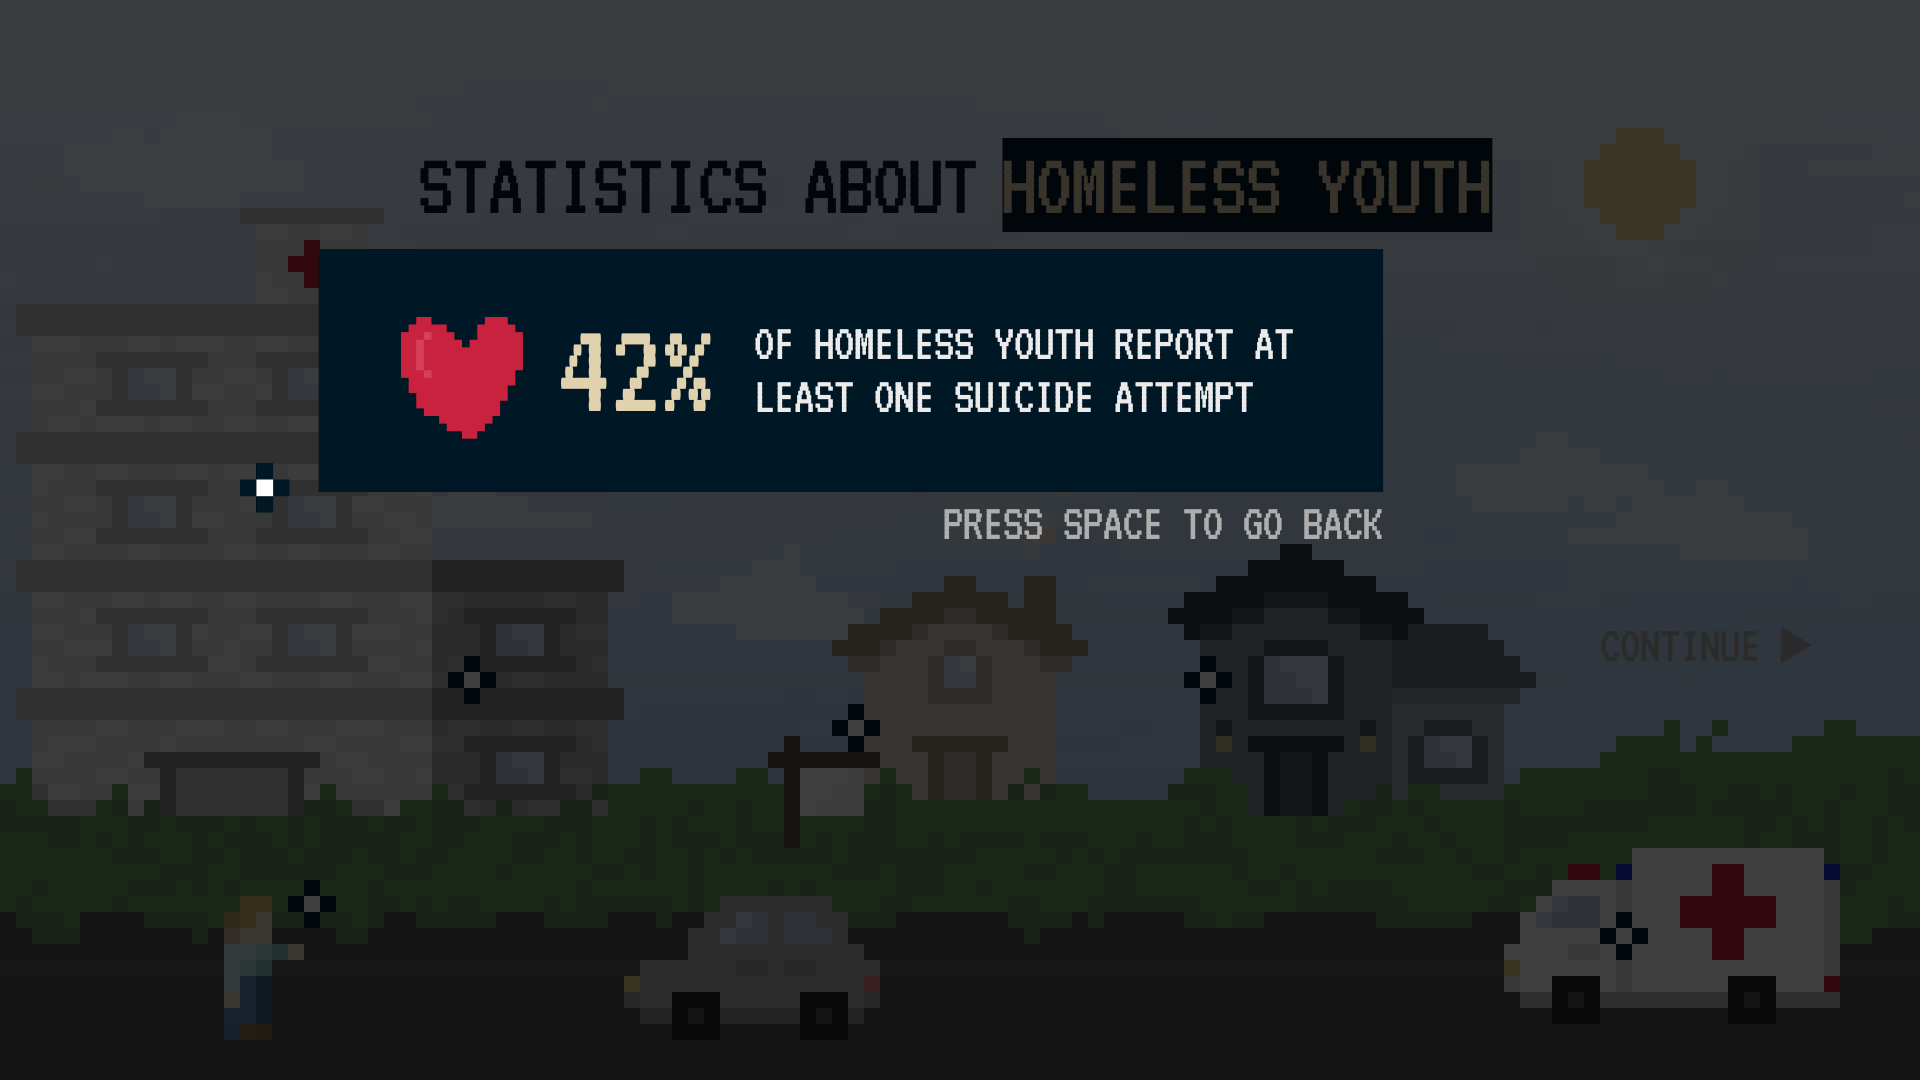 STATISTICS ABOUT HOMELESS YOUTH
42%
OF HOMELESS YOUTH REPORT AT
LEAST ONE SUICIDE ATTEMPT
PRESS SPACE TO GO BACK
CONTINUE